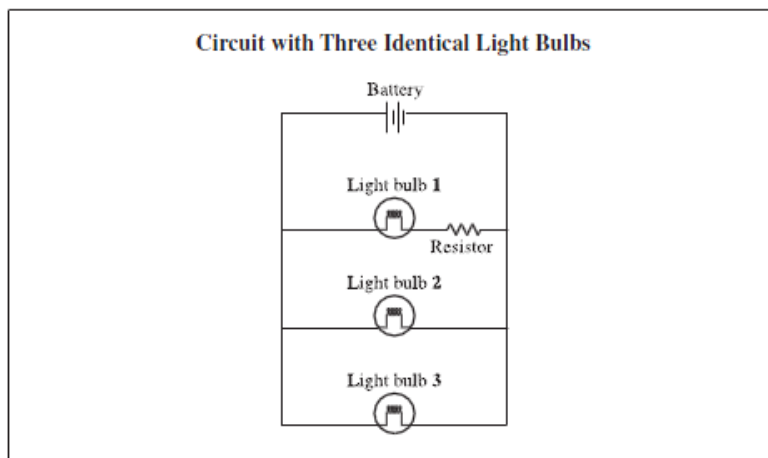 Circuit with Three Identical Light Bulbs
Battery
Light bulb 1
Resistor
Light bulb 2
Light bulb 3